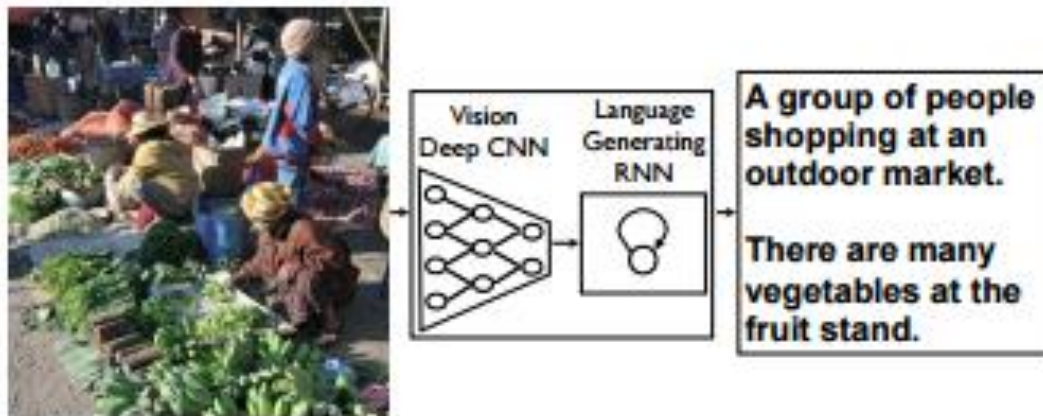 Vision
Deep CNN
Language
Generating
RNN
A group of people
shopping at an
outdoor market.
There are many
vegetables at the
fruit stand.